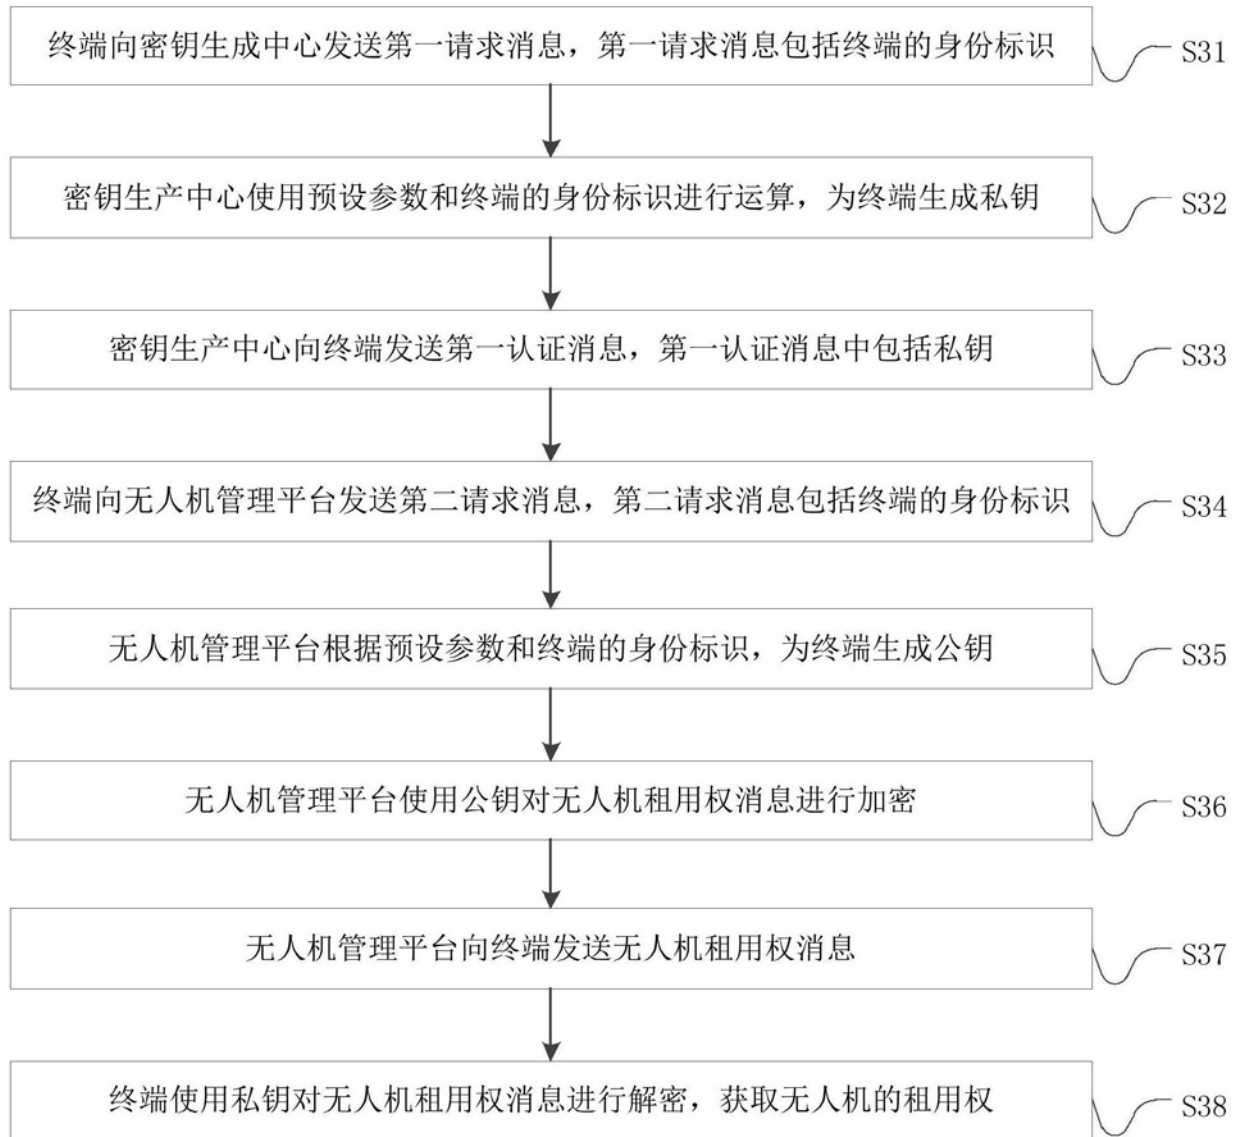 终端向密钥生成中心发送第一请求消息，第一请求消息包括终端的身份标识
S31
密钥生产中心使用预设参数和终端的身份标识进行运算，为终端生成私钥
S32
密钥生产中心向终端发送第一认证消息，第一认证消息中包括私钥
S33
终端向无人机管理平台发送第二请求消息，第二请求消息包括终端的身份标识
S34
无人机管理平台根据预设参数和终端的身份标识，为终端生成公钥
S35
无人机管理平台使用公钥对无人机租用权消息进行加密
S36
无人机管理平台向终端发送无人机租用权消息
S37
终端使用私钥对无人机租用权消息进行解密，获取无人机的租用权
S38